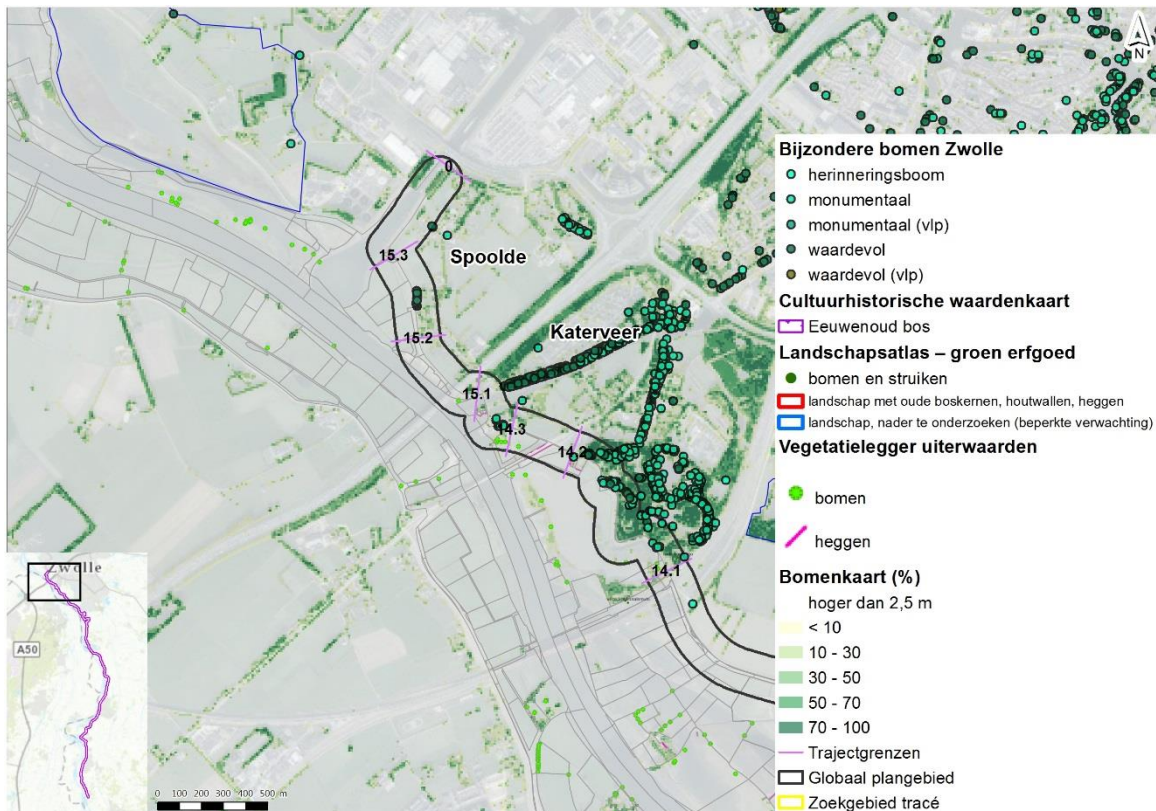 N
0
15.3
Spoolde
15.2
Katerveer
15.1
14.3
14.2
14.1
Bijzondere bomen Zwolle
herinneringsboom
monumentaal
monumentaal (vlp)
waardevol
waardevol (vlp)
Cultuurhistorische waardenkaart
Eeuwenoud bos
Landschapsatlas – groen erfgoed
bomen en struiken
landschap met oude boskernen, houtwallen, heggen
landschap, nader te onderzoeken (beperkte verwachting)
Vegetatielegger uiterwaarden
bomen
heggen
Bomenkaart (%)
hoger dan 2,5 m
< 10
10 - 30
30 - 50
50 - 70
70 - 100
Trajectgrenzen
Globaal plangebied
Zoekgebied tracé
Zwolle
A50
0 100 200 300 400 500 m